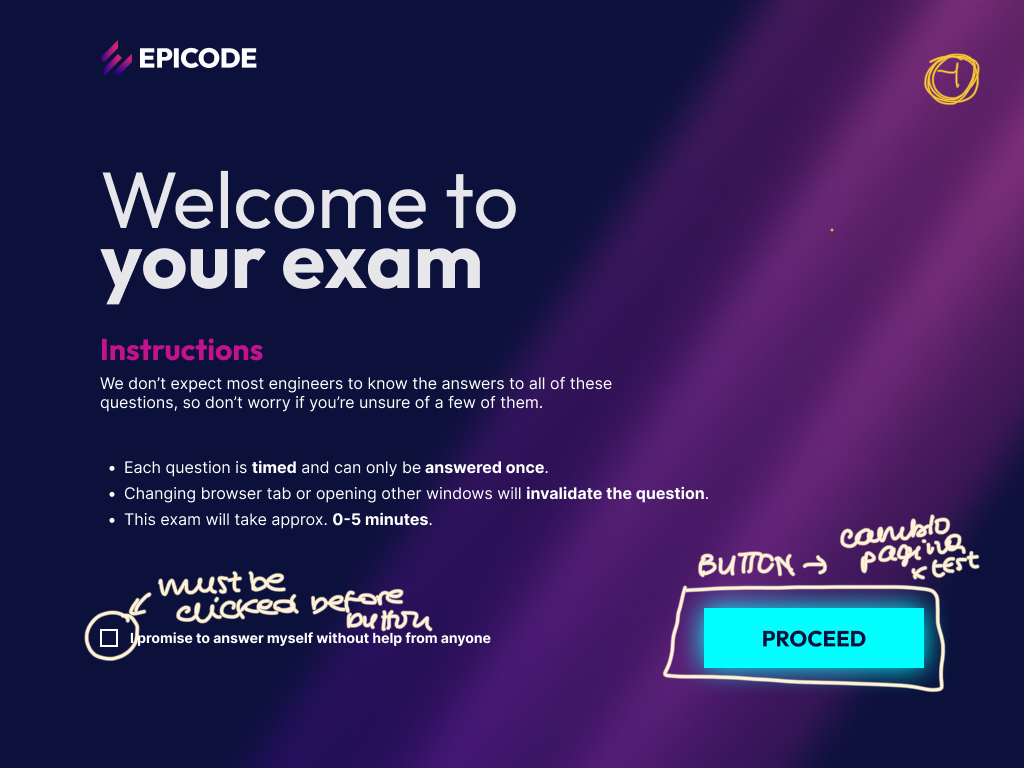 EPICODE
1
Welcome to
your exam
Instructions
We don’t expect most engineers to know the answers to all of these
questions, so don’t worry if you’re unsure of a few of them.
• Each question is timed and can only be answered once.
• Changing browser tab or opening other windows will invalidate the question.
• This exam will take approx. 0-5 minutes.
must be
clicked before
button
I promise to answer myself without help from anyone
BUTTON → cambio
pagina
x test
PROCEED